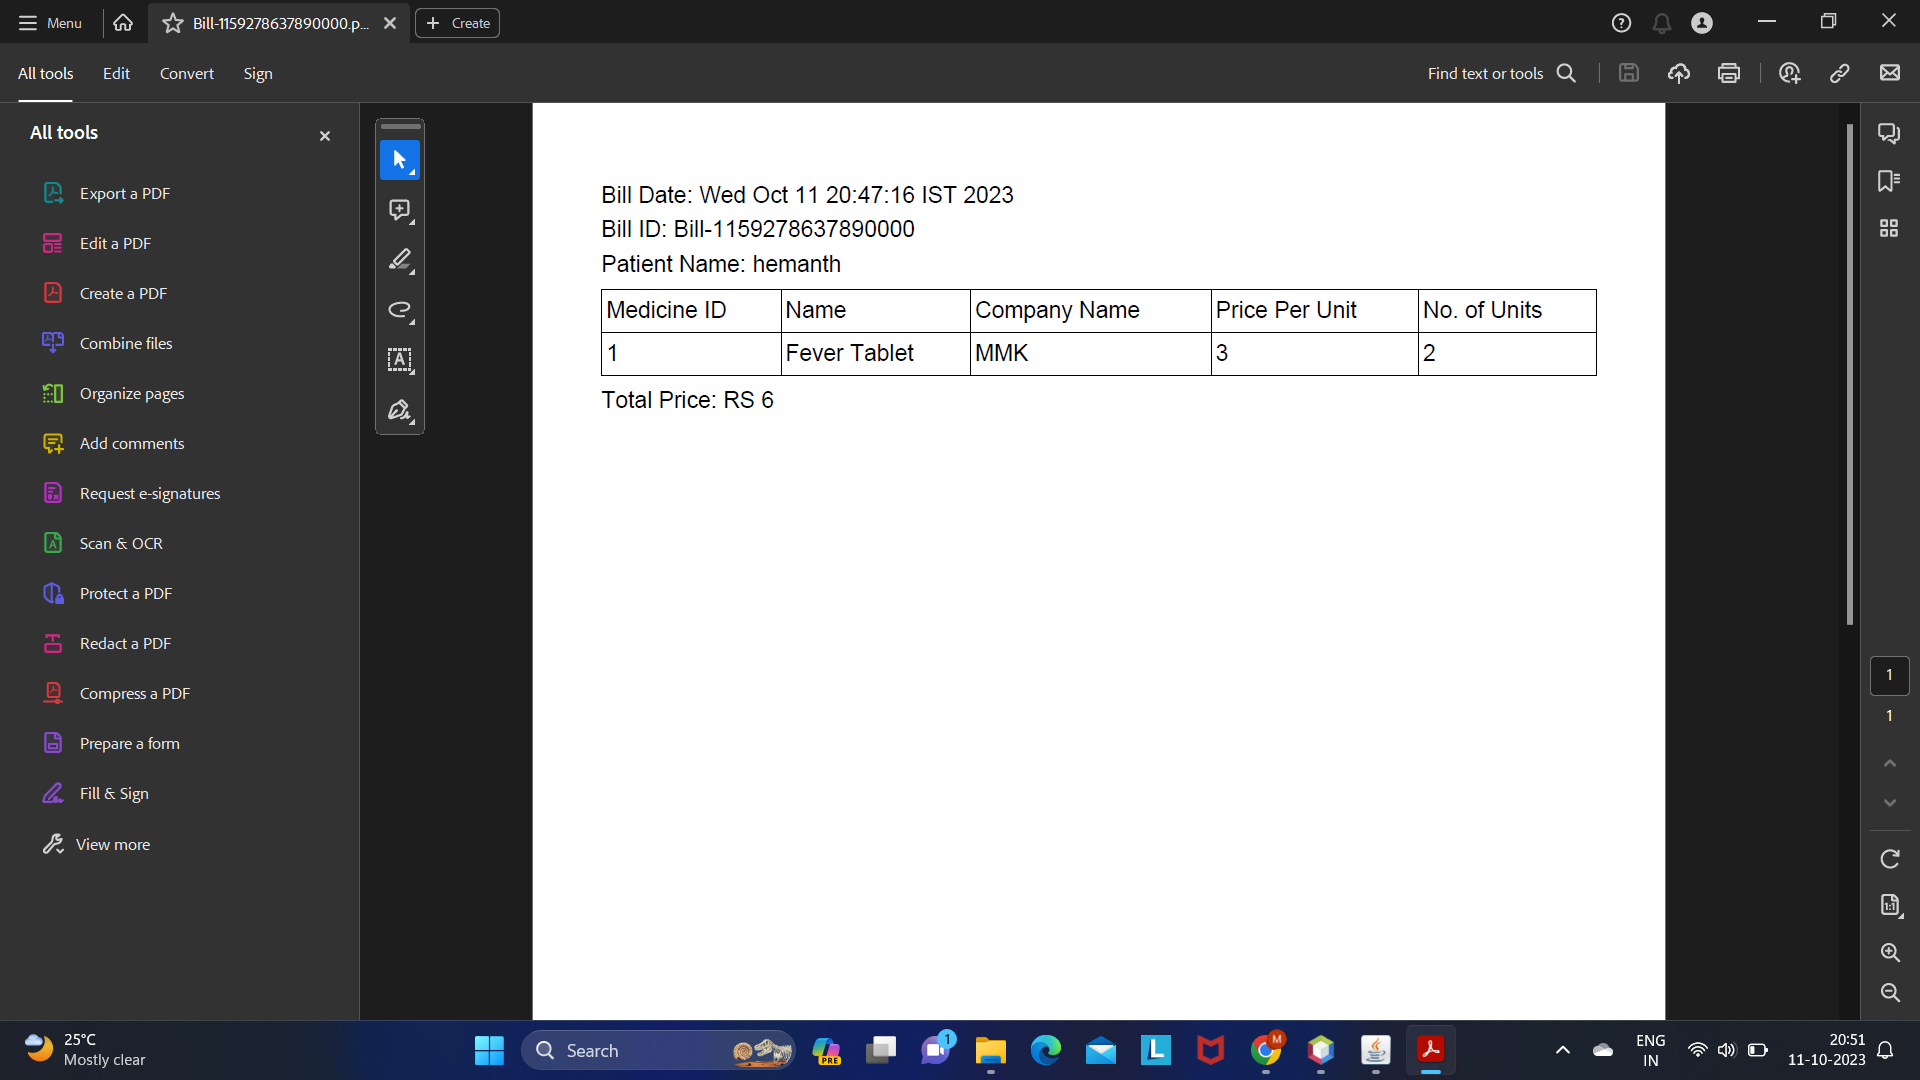 Menu
Bill-1159278637890000.p...
Create
All tools
Edit
Convert
Sign
Find text or tools
All tools
Export a PDF
Edit a PDF
Create a PDF
Combine files
Organize pages
Add comments
Request e-signatures
Scan & OCR
Protect a PDF
Redact a PDF
Compress a PDF
Prepare a form
Fill & Sign
View more
Bill Date: Wed Oct 11 20:47:16 IST 2023
Bill ID: Bill-1159278637890000
Patient Name: hemanth
Medicine ID Name Company Name Price Per Unit No. of Units
1 Fever Tablet MMK 3 2
Total Price: RS 6
1
1
25°C
Mostly clear
Search
PRE
1
L
M
ENG
IN
20:51
11-10-2023